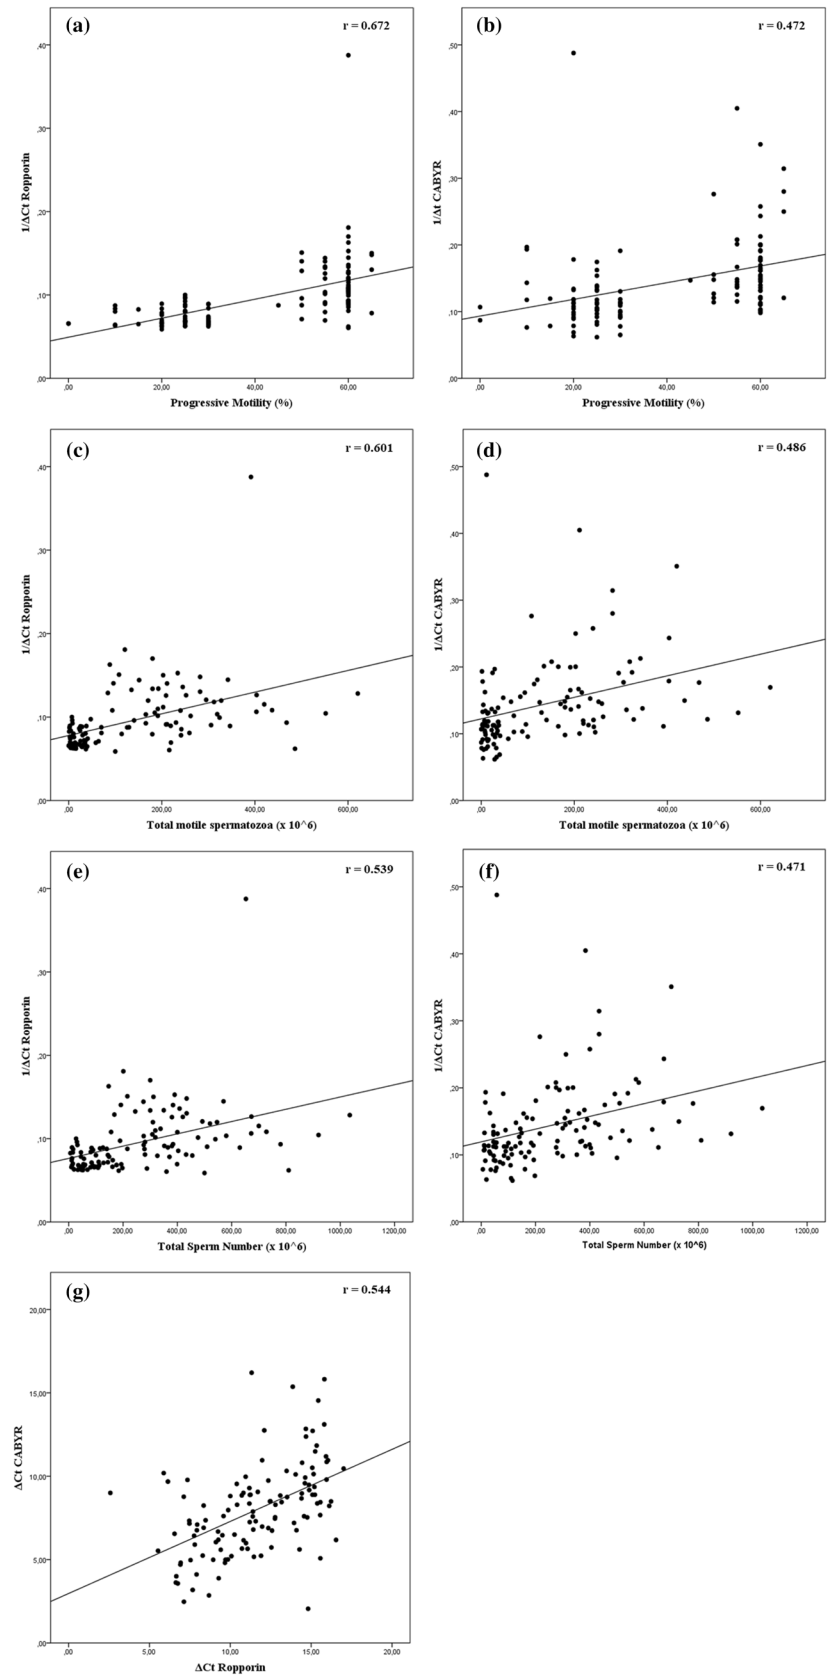 (a)
r = 0.672
,40
,30
,20
,10
,00
,00 20,00 40,00 60,00
1/ΔCt Ropporin
Progressive Motility (%)
(b)
r = 0.472
,50
,40
,30
,20
,10
,00
,00 20,00 40,00 60,00
1/Δt CABYR
Progressive Motility (%)
(c)
r = 0.601
,40
,30
,20
,10
,00
,00 200,00 400,00 600,00
1/ΔCt Ropporin
Total motile spermatozoa (x 10^6)
(d)
r = 0.486
,50
,40
,30
,20
,10
,00
,00 200,00 400,00 600,00
1/ΔCt CABYR
Total motile spermatozoa (x 10^6)
(e)
r = 0.539
,40
,30
,20
,10
,00
,00 200,00 400,00 600,00 800,00 1000,00 1200,00
1/ΔCt Ropporin
Total Sperm Number (x 10^6)
(f)
r = 0.471
,50
,40
,30
,20
,10
,00
,00 200,00 400,00 600,00 800,00 1000,00 1200,00
1/ΔCt CABYR
Total Sperm Number (x 10^6)
(g)
r = 0.544
20,00
15,00
10,00
5,00
,00
,00 5,00 10,00 15,00 20,00
ΔCt CABYR
ΔCt Ropporin